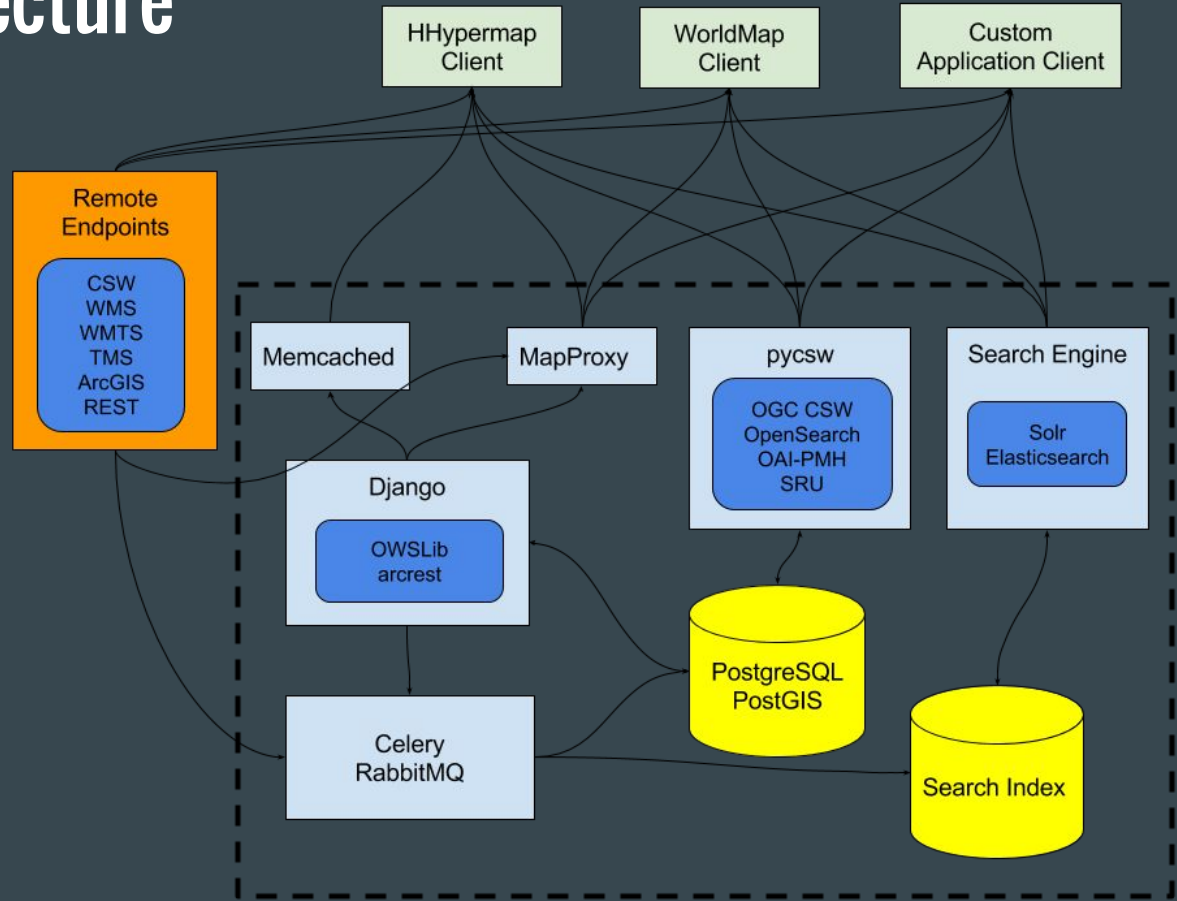 HHypermap
Client
WorldMap
Client
Custom
Application Client
Remote
Endpoints
CSW
WMS
WMTS
TMS
ArcGIS
REST
Memcached
MapProxy
pycsw
OGC CSW
OpenSearch
OAI-PMH
SRU
Search Engine
Solr
Elasticsearch
Django
OWSLib
arcrest
PostgreSQL
PostGIS
Celery
RabbitMQ
Search Index